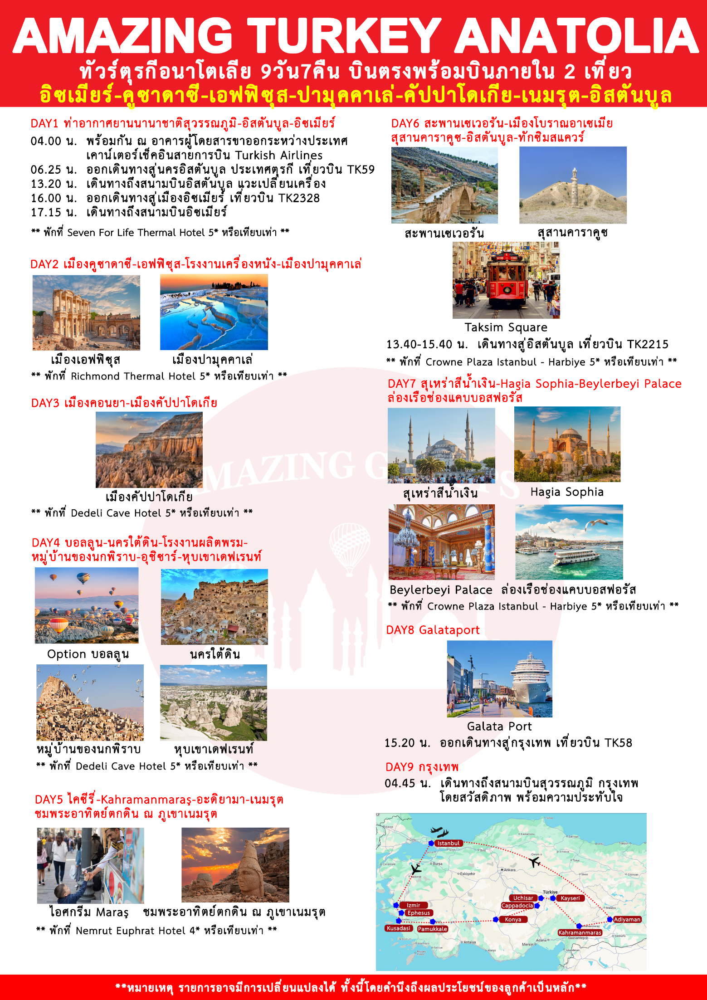 AMAZING TURKEY ANATOLIA
ทัวร์ตุรกีอนาโตเลีย 9วัน7คืน บินตรงพร้อมบินภายใน 2 เที่ยว
อิซเมียร์-คูซาดาซี-เอฟฟิซุส-ปามุคคาเล่-คัปปาโดเกีย-เนมรุต-อิสตันบูล
DAY1 ท่าอากาศยานนานาชาติสุวรรณภูมิ-อิสตันบูล-อิซเมียร์
04.00 น. พร้อมกัน ณ อาคารผู้โดยสารขาออกระหว่างประเทศ
เคาน์เตอร์เช็คอินสายการบิน Turkish Airlines
06.25 น. ออกเดินทางสู่นครอิสตันบูล ประเทศตุรกี เที่ยวบิน TK59
13.20 น. เดินทางถึงสนามบินอิสตันบูล แวะเปลี่ยนเครื่อง
16.00 น. ออกเดินทางสู่เมืองอิซเมียร์ เที่ยวบิน TK2328
17.15 น. เดินทางถึงสนามบินอิซเมียร์
** พักที่ Seven For Life Thermal Hotel 5* หรือเทียบเท่า **
DAY2 เมืองคูซาดาซี-เอฟฟิซุส-โรงงานเครื่องหนัง-เมืองปามุคคาเล่
เมืองเอฟฟิซุส
เมืองปามุคคาเล่
** พักที่ Richmond Thermal Hotel 5* หรือเทียบเท่า **
DAY3 เมืองคอนยา-เมืองคัปปาโดเกีย
เมืองคัปปาโดเกีย
** พักที่ Dedeli Cave Hotel 5* หรือเทียบเท่า **
DAY4 บอลลูน-นครใต้ดิน-โรงงานผลิตพรม-
หมู่บ้านของนกพิราบ-อุชิซาร์-หุบเขาเดฟเรนท์
Option บอลลูน
นครใต้ดิน
หมู่บ้านของนกพิราบ
หุบเขาเดฟเรนท์
** พักที่ Dedeli Cave Hotel 5* หรือเทียบเท่า **
DAY5 ไคซีรี่-Kahramanmaraş-อะดิยามา-เนมรุต
ชมพระอาทิตย์ตกดิน ณ ภูเขาเนมรุต
ไอศกรีม Maraş
ชมพระอาทิตย์ตกดิน ณ ภูเขาเนมรุต
** พักที่ Nemrut Euphrat Hotel 4* หรือเทียบเท่า **
DAY6 สะพานเซเวอรัน-เมืองโบราณอาเซเมีย
สุสานคาราคูช-อิสตันบูล-ทักซิมสแควร์
สะพานเซเวอรัน
สุสานคาราคูช
Taksim Square
13.40-15.40 น. เดินทางสู่อิสตันบูล เที่ยวบิน TK2215
** พักที่ Crowne Plaza Istanbul - Harbiye 5* หรือเทียบเท่า **
DAY7 สุเหร่าสีน้ำเงิน-Hagia Sophia-Beylerbeyi Palace
ล่องเรือช่องแคบบอสฟอรัส
สุเหร่าสีน้ำเงิน
Hagia Sophia
Beylerbeyi Palace
ล่องเรือช่องแคบบอสฟอรัส
** พักที่ Crowne Plaza Istanbul - Harbiye 5* หรือเทียบเท่า **
DAY8 Galataport
Galata Port
15.20 น. ออกเดินทางสู่กรุงเทพ เที่ยวบิน TK58
DAY9 กรุงเทพ
04.45 น. เดินทางถึงสนามบินสุวรรณภูมิ กรุงเทพ
โดยสวัสดิภาพ พร้อมความประทับใจ
Istanbul
Bursa
Eskişehir
Ankara
Türkiye
Uchisar
Kayseri
Cappadocia
Izmir
Ephesus
Kusadasi
Pamukkale
Konya
Adiyaman
Kahramanmaras
Gaziantep
Antalya
Mersin
Adana
**หมายเหตุ รายการอาจมีการเปลี่ยนแปลงได้ ทั้งนี้โดยคำนึงถึงผลประโยชน์ของลูกค้าเป็นหลัก**